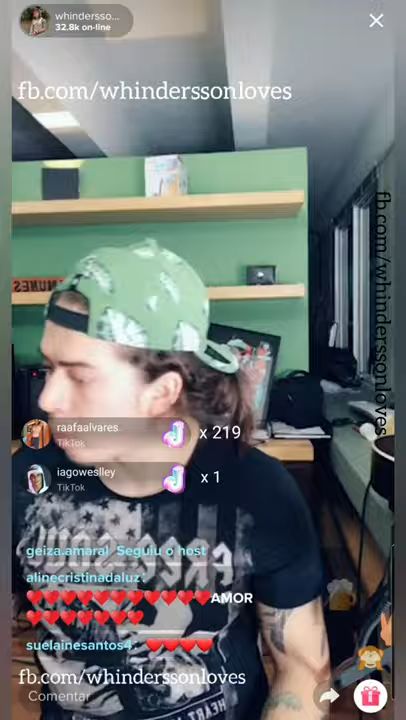 whindersso...
32.8k on-line
fb.com/whinderssonloves
fb.com/whinderssonloves
raafaalvares
TikTok
x 219
iagoweslley
TikTok
x 1
geiza.amaral Seguiu o host
alinecristinadaluz:
❤️❤️❤️❤️❤️❤️❤️❤️❤️❤️❤️AMOR
❤️❤️❤️❤️❤️❤️❤️
suelainesantos4: ❤️❤️❤️❤️
fb.com/whinderssonloves
Comentar